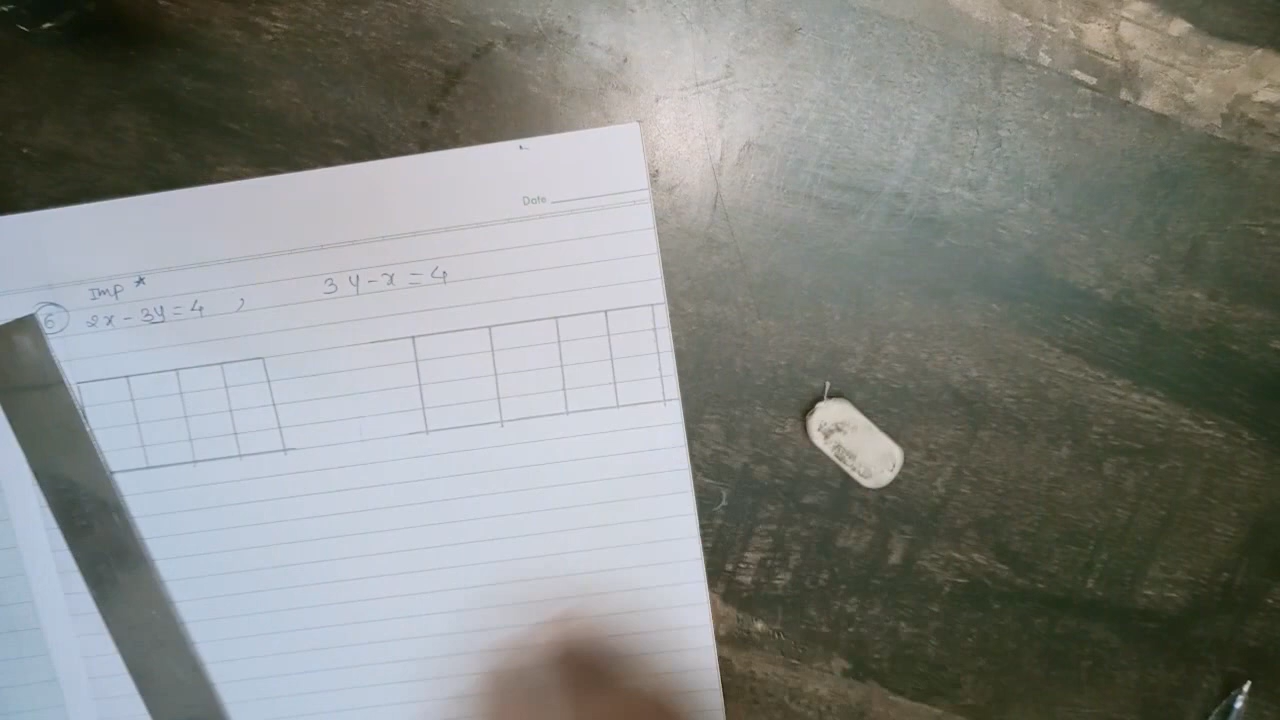 Date
Imp *
6 2x - 3y = 4 , 3y - x = 4